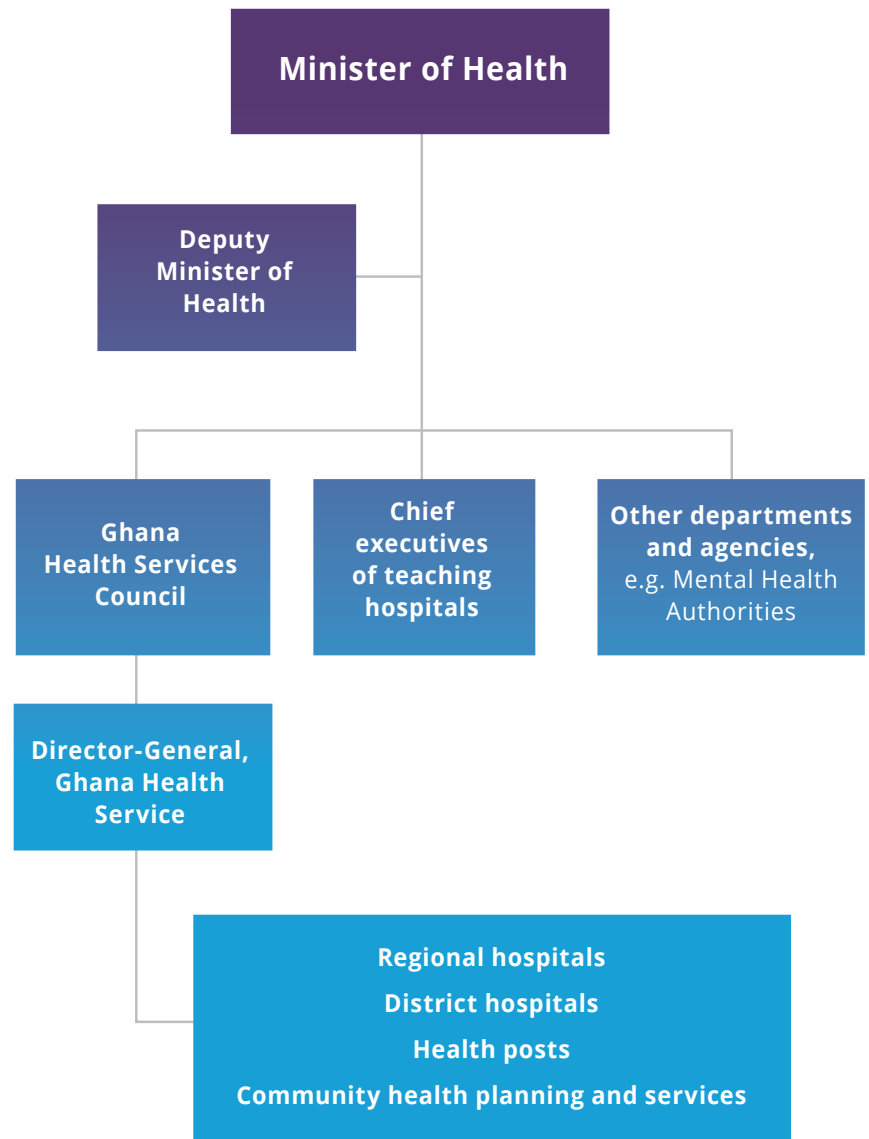 Minister of Health
Deputy
Minister of
Health
Ghana
Health Services
Council
Chief
executives
of teaching
hospitals
Other departments
and agencies,
e.g. Mental Health
Authorities
Director-General,
Ghana Health
Service
Regional hospitals
District hospitals
Health posts
Community health planning and services